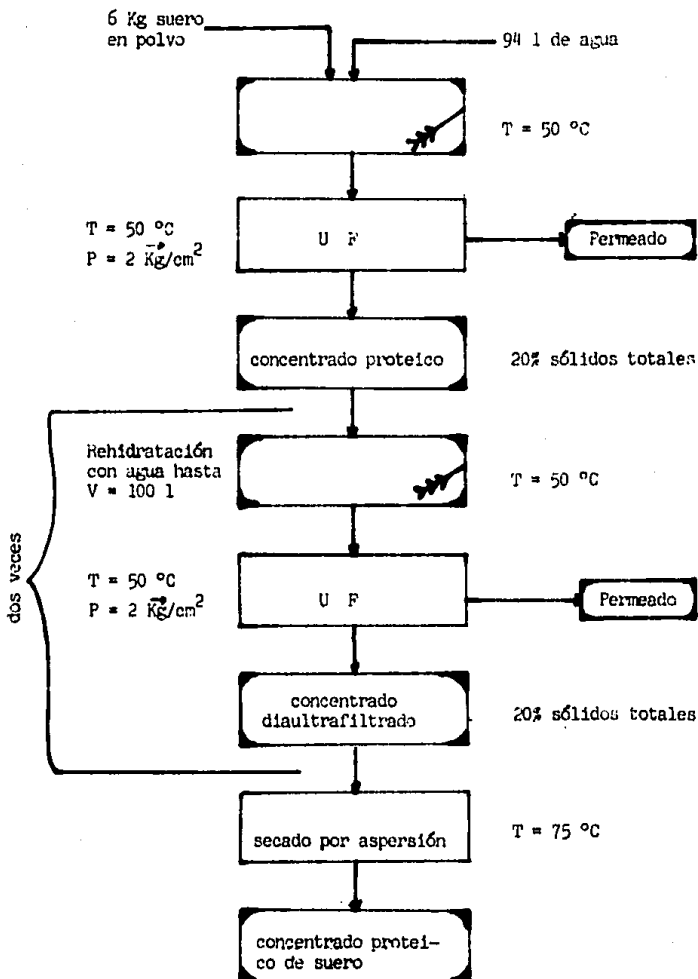 6 Kg suero
en polvo
94 l de agua
T = 50 °C
T = 50 °C
P = 2 Kg/cm²
U F
Permeado
concentrado proteico
20% sólidos totales
dos veces
Rehidratación
con agua hasta
V = 100 l
T = 50 °C
T = 50 °C
P = 2 Kg/cm²
U F
Permeado
concentrado
diaultrafiltrado
20% sólidos totales
secado por aspersión
T = 75 °C
concentrado protei-
co de suero